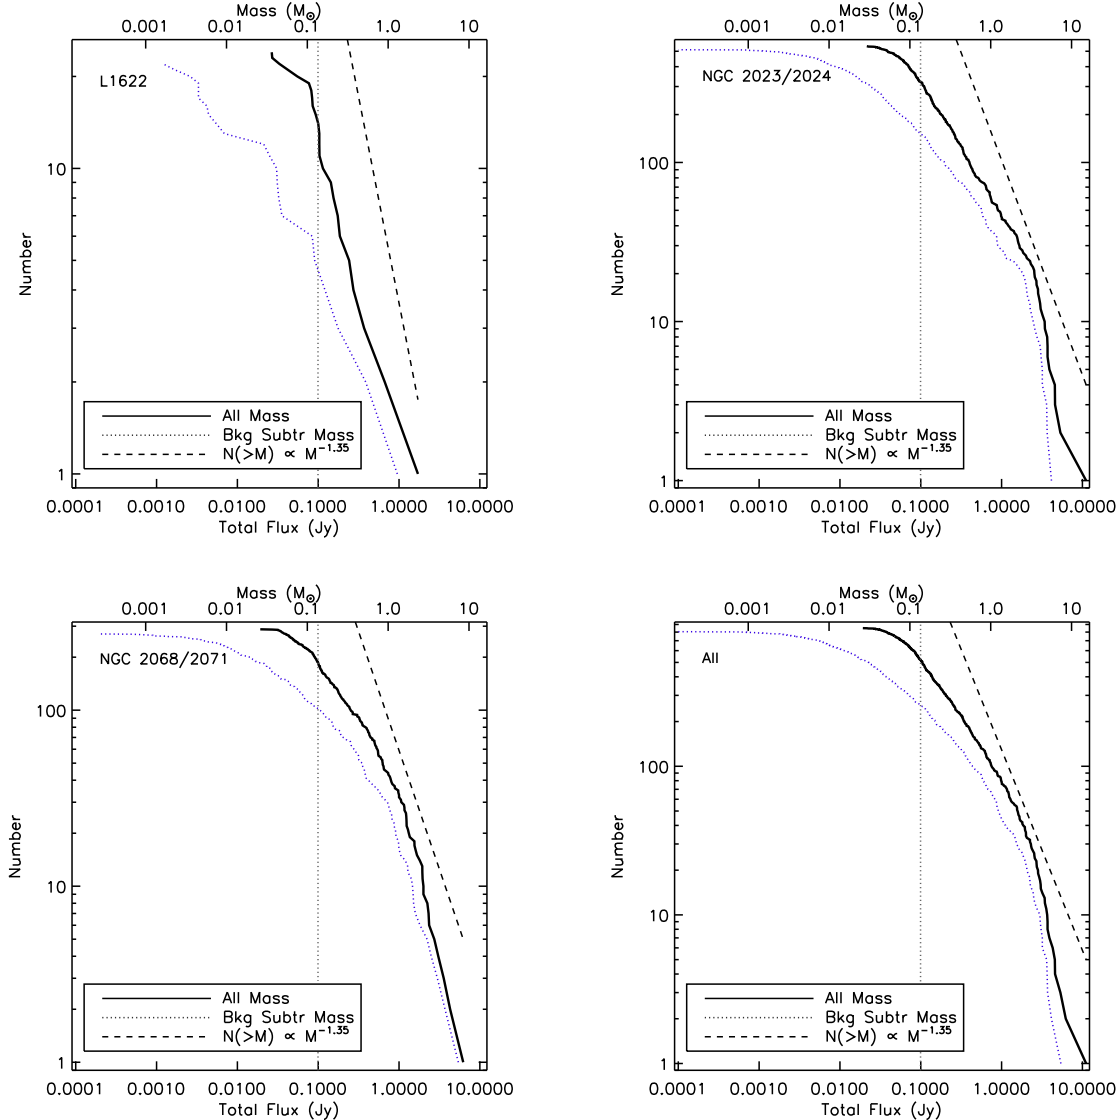 Mass (M⊙)
0.001 0.01 0.1 1.0 10
L1622
10
1
Number
All Mass
Bkg Subtr Mass
N(>M) ∝ M−1.35
0.0001 0.0010 0.0100 0.1000 1.0000 10.0000
Total Flux (Jy)
Mass (M⊙)
0.001 0.01 0.1 1.0 10
NGC 2023/2024
100
10
1
Number
All Mass
Bkg Subtr Mass
N(>M) ∝ M−1.35
0.0001 0.0010 0.0100 0.1000 1.0000 10.0000
Total Flux (Jy)
Mass (M⊙)
0.001 0.01 0.1 1.0 10
NGC 2068/2071
100
10
1
Number
All Mass
Bkg Subtr Mass
N(>M) ∝ M−1.35
0.0001 0.0010 0.0100 0.1000 1.0000 10.0000
Total Flux (Jy)
Mass (M⊙)
0.001 0.01 0.1 1.0 10
All
100
10
1
Number
All Mass
Bkg Subtr Mass
N(>M) ∝ M−1.35
0.0001 0.0010 0.0100 0.1000 1.0000 10.0000
Total Flux (Jy)